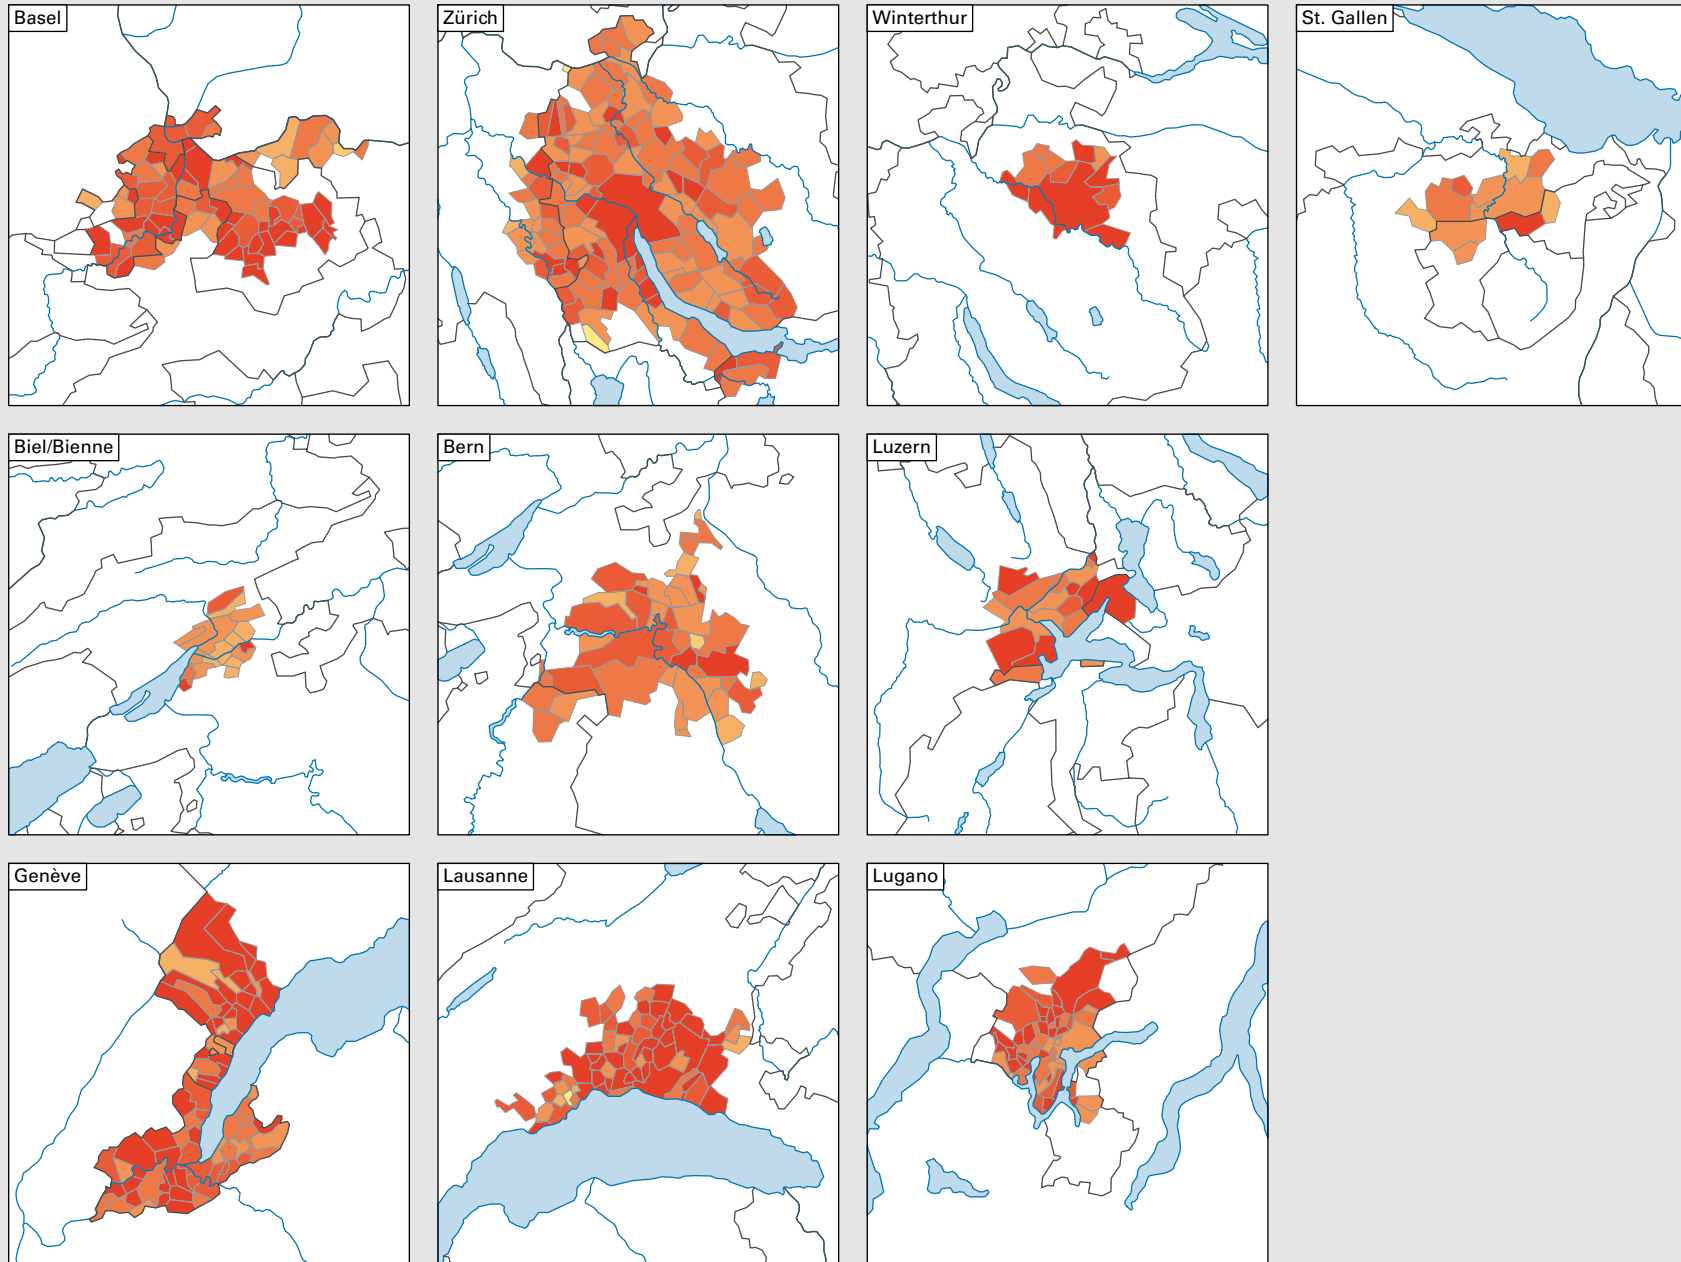 Basel
Zürich
Winterthur
St. Gallen
Biel/Bienne
Bern
Luzern
Genève
Lausanne
Lugano